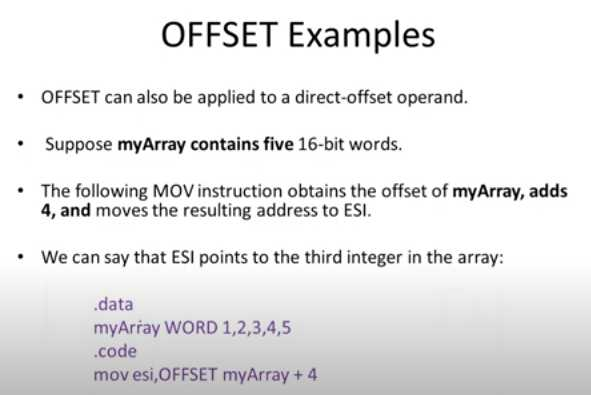 OFFSET Examples
• OFFSET can also be applied to a direct-offset operand.
• Suppose myArray contains five 16-bit words.
• The following MOV instruction obtains the offset of myArray, adds
4, and moves the resulting address to ESI.
• We can say that ESI points to the third integer in the array:
.data
myArray WORD 1,2,3,4,5
.code
mov esi,OFFSET myArray + 4